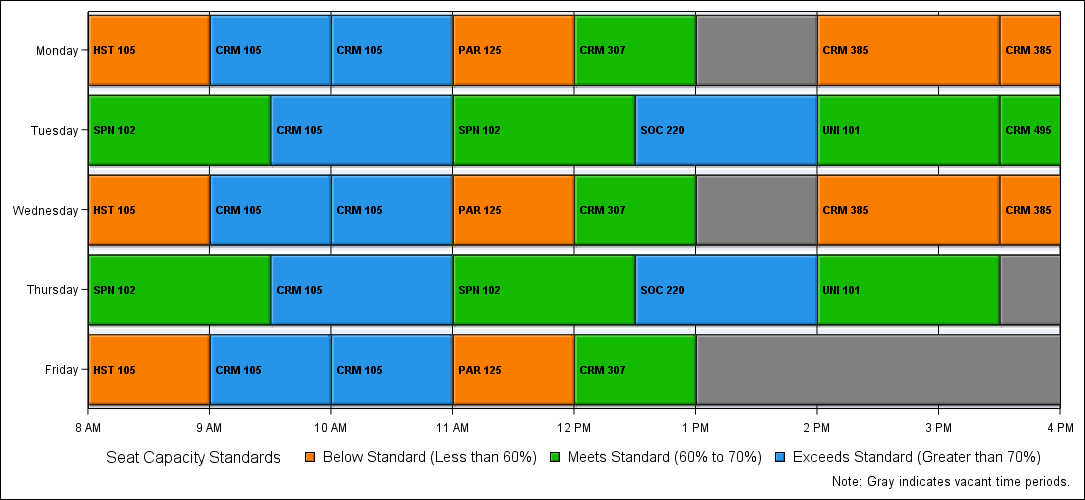 Monday HST 105 CRM 105 CRM 105 PAR 125 CRM 307 CRM 385 CRM 385
Tuesday SPN 102 CRM 105 SPN 102 SOC 220 UNI 101 CRM 495
Wednesday HST 105 CRM 105 CRM 105 PAR 125 CRM 307 CRM 385 CRM 385
Thursday SPN 102 CRM 105 SPN 102 SOC 220 UNI 101
Friday HST 105 CRM 105 CRM 105 PAR 125 CRM 307
8 AM 9 AM 10 AM 11 AM 12 PM 1 PM 2 PM 3 PM 4 PM
Seat Capacity Standards Below Standard (Less than 60%) Meets Standard (60% to 70%) Exceeds Standard (Greater than 70%)
Note: Gray indicates vacant time periods.